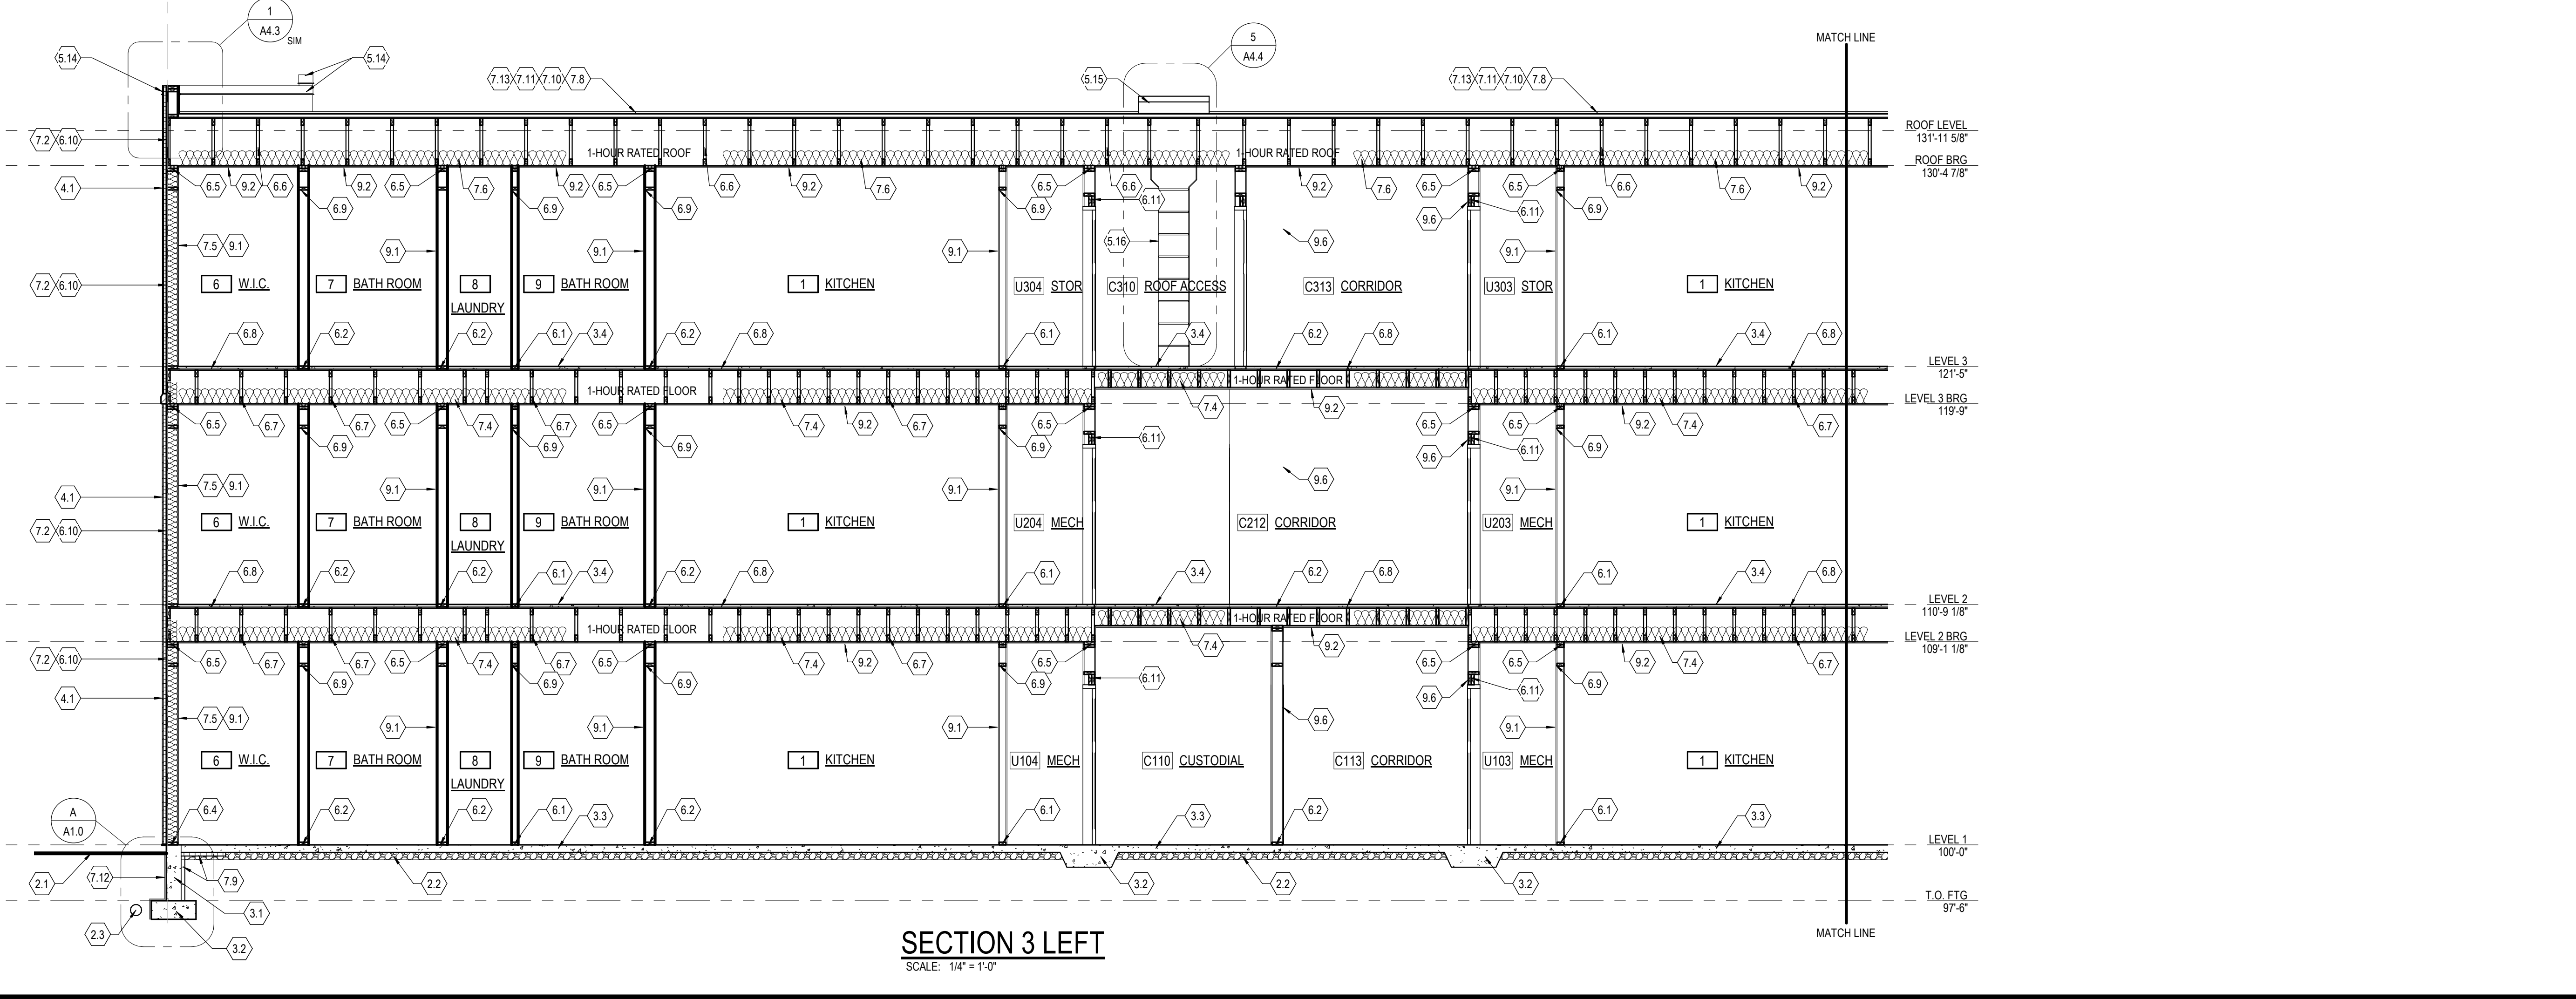 1
A4.3
SIM
5
A4.4
MATCH LINE
5.14
5.14
7.13 7.11 7.10 7.8
5.15
7.13 7.11 7.10 7.8
ROOF LEVEL
131'-11 5/8"
7.2 6.10
1-HOUR RATED ROOF
1-HOUR RATED ROOF
ROOF BRG
130'-4 7/8"
4.1
6.5 9.2 6.6 9.2 6.5 7.6 9.2 6.5 6.6 9.2 7.6 6.5 6.6 9.2 7.6 6.5 6.5 6.6 7.6 9.2
6.9 6.9 6.9 6.9 6.11 9.6 6.11 6.9
7.5 9.1 9.1 9.1 9.1 5.16 9.6 9.1
7.2 6.10
6 W.I.C. 7 BATH ROOM 8 9 BATH ROOM 1 KITCHEN U304 STOR C310 ROOF ACCESS C313 CORRIDOR U303 STOR 1 KITCHEN
LAUNDRY
6.8 6.2 6.2 6.1 3.4 6.2 6.8 6.1 3.4 6.2 6.8 6.1 3.4 6.8
LEVEL 3
121'-5"
1-HOUR RATED FLOOR
1-HOUR RATED FLOOR
LEVEL 3 BRG
119'-9"
7.4 9.2
6.5 6.7 6.7 6.5 7.4 6.7 6.5 7.4 9.2 6.7 6.5 6.5 6.5 9.2 7.4 6.7
6.9 6.9 6.9 6.9 6.11 9.6 6.11 6.9
7.5 9.1 9.1 9.1 9.1 9.6 9.1
4.1
7.2 6.10
6 W.I.C. 7 BATH ROOM 8 9 BATH ROOM 1 KITCHEN U204 MECH C212 CORRIDOR U203 MECH 1 KITCHEN
LAUNDRY
6.8 6.2 6.2 6.1 3.4 6.2 6.8 6.1 3.4 6.2 6.8 6.1 3.4 6.8
LEVEL 2
110'-9 1/8"
1-HOUR RATED FLOOR
1-HOUR RATED FLOOR
LEVEL 2 BRG
109'-1 1/8"
7.4 9.2
7.2 6.10
6.5 6.7 6.7 6.5 7.4 6.7 6.5 7.4 9.2 6.7 6.5 6.5 6.5 9.2 7.4 6.7
6.9 6.9 6.9 6.9 6.11 9.6 6.11 6.9
4.1
7.5 9.1 9.1 9.1 9.1 9.6 9.1
6 W.I.C. 7 BATH ROOM 8 9 BATH ROOM 1 KITCHEN U104 MECH C110 CUSTODIAL C113 CORRIDOR U103 MECH 1 KITCHEN
LAUNDRY
A
A1.0
6.4 6.2 6.2 6.1 3.3 6.2 6.1 3.3 6.2 6.1 3.3
LEVEL 1
100'-0"
2.1 7.12 7.9 2.2 3.2 2.2 3.2
T.O. FTG
97'-6"
2.3 3.1
3.2
MATCH LINE
SECTION 3 LEFT
SCALE: 1/4" = 1'-0"